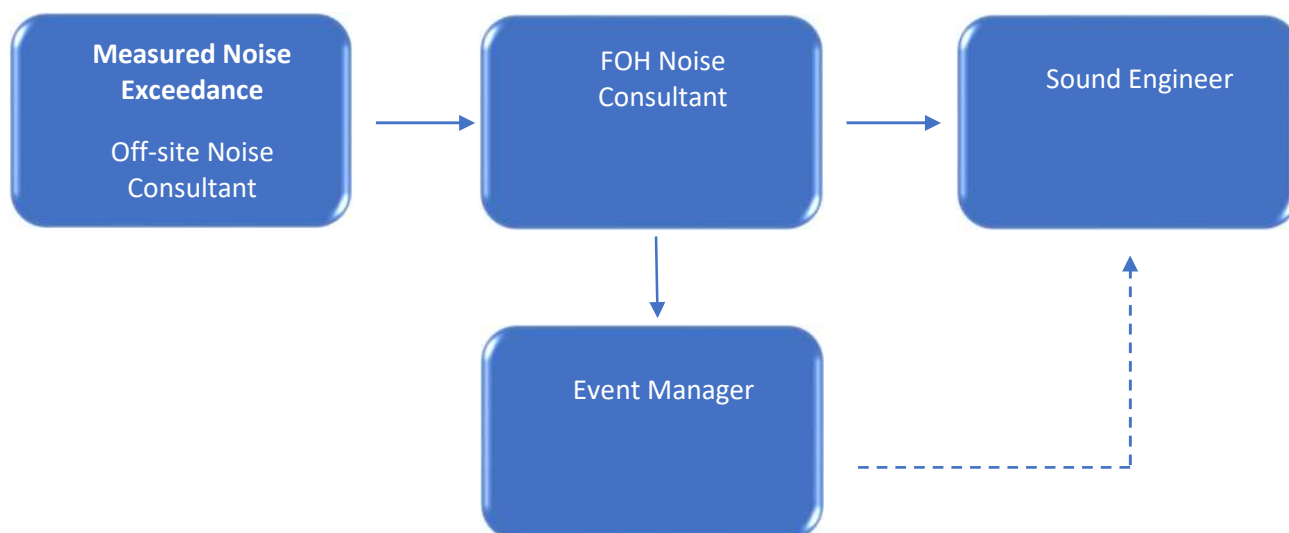 Measured Noise
Exceedance
Off-site Noise
Consultant
FOH Noise
Consultant
Sound Engineer
Event Manager